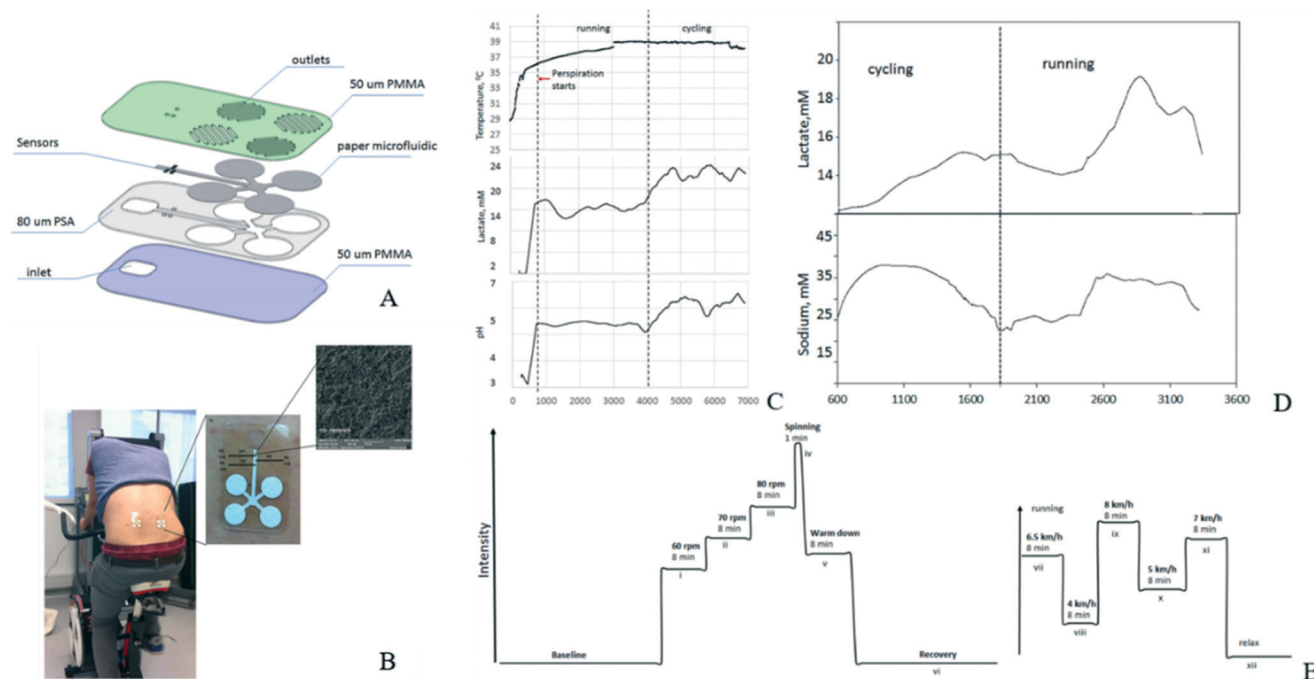 outlets
50 um PMMA
Sensors
paper microfluidic
80 um PSA
inlet
50 um PMMA
A
B
41
39
37
35
33
31
29
27
25
Temperature, ºC
running
cycling
Perspiration
starts
24
20
14
8
2
Lactate, mM
7
5
4
3
pH
0
1000
2000
3000
4000
5000
6000
7000
C
20
18
16
14
Lactate,mM
cycling
running
45
35
25
15
Sodium, mM
600
1100
1600
2100
2600
3100
3600
D
Intensity
Baseline
60 rpm
8 min
i
70 rpm
8 min
ii
80 rpm
8 min
iii
Spinning
1 min
iv
Warm down
8 min
v
Recovery
vi
running
6.5 km/h
8 min
vii
4 km/h
8 min
viii
8 km/h
8 min
ix
5 km/h
8 min
x
7 km/h
8 min
xi
relax
xii
E